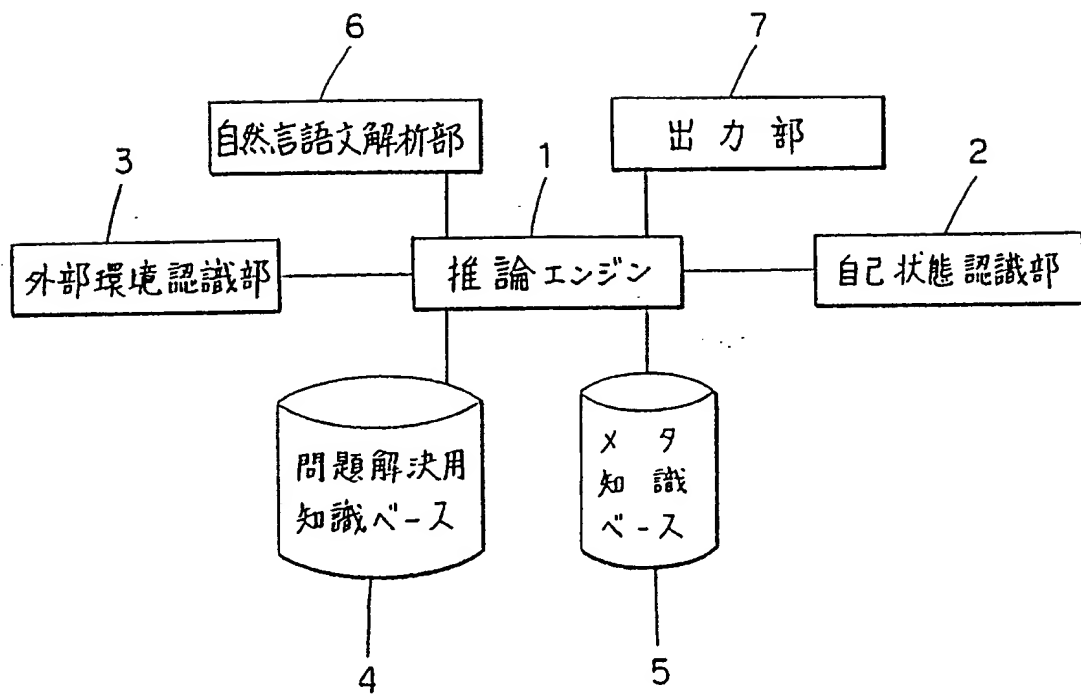 6
7
自然言語文解析部
出力部
3
1
2
外部環境認識部
推論エンジン
自己状態認識部
問題解決用
知識ベース
メタ
知識
ベース
4
5